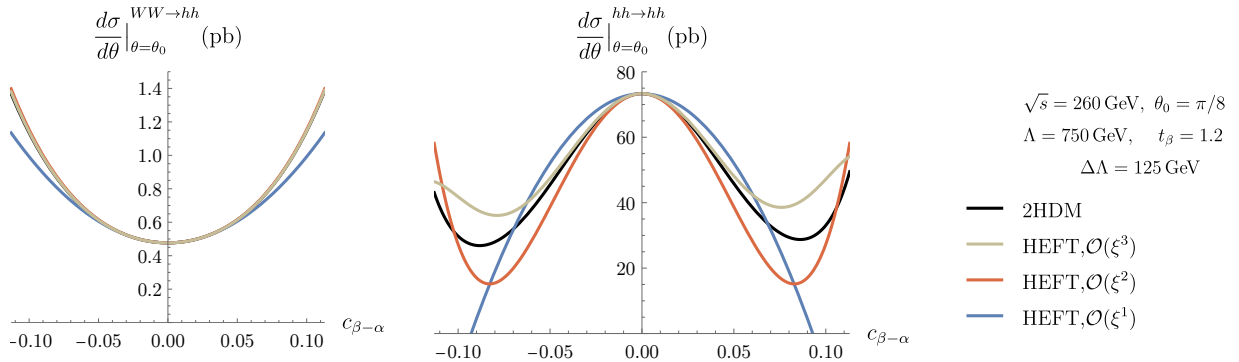 dσ/dθ|θ=θ₀ ^WW→hh (pb)
1.4
1.2
1.0
0.8
0.6
0.4
0.2
−0.10 −0.05 0.00 0.05 0.10
cβ−α
dσ/dθ|θ=θ₀ ^hh→hh (pb)
80
60
40
20
−0.10 −0.05 0.00 0.05 0.10
cβ−α
√s = 260 GeV, θ₀ = π/8
Λ = 750 GeV, tβ = 1.2
ΔΛ = 125 GeV
2HDM
HEFT,𝒪(ξ³)
HEFT,𝒪(ξ²)
HEFT,𝒪(ξ¹)